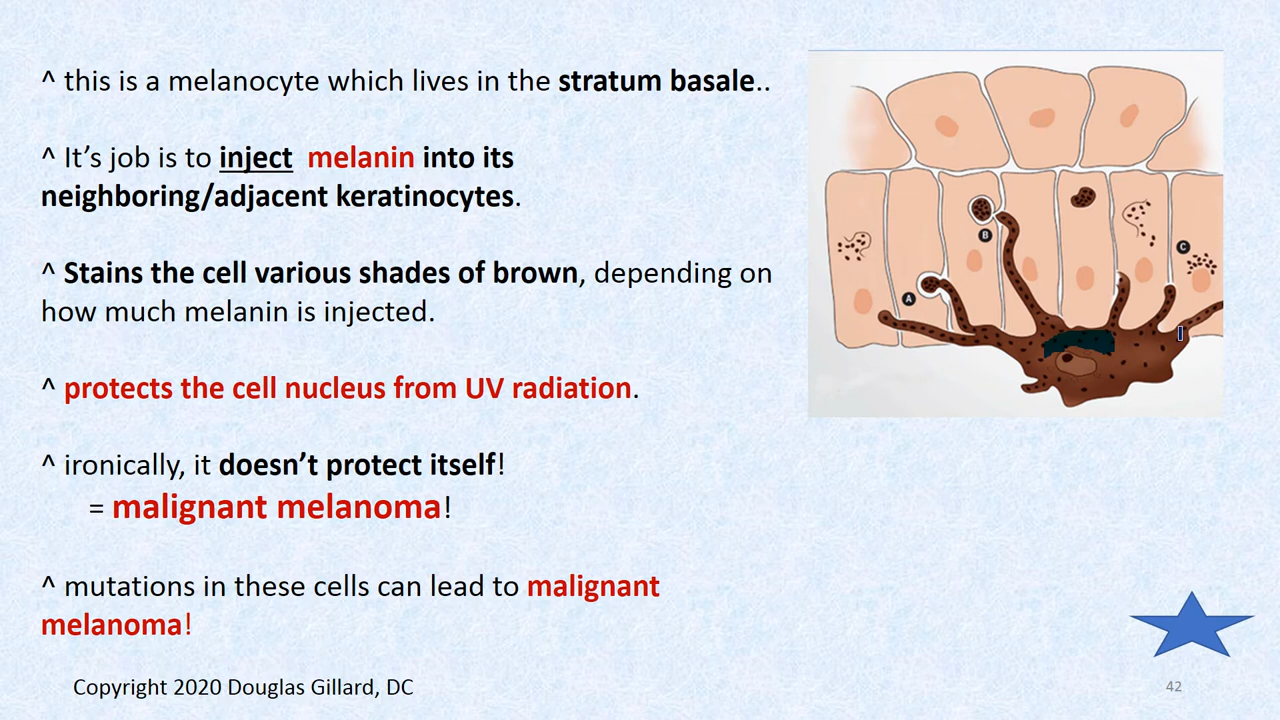 ^ this is a melanocyte which lives in the stratum basale..
^ It’s job is to inject melanin into its
neighboring/adjacent keratinocytes.
^ Stains the cell various shades of brown, depending on
how much melanin is injected.
^ protects the cell nucleus from UV radiation.
^ ironically, it doesn’t protect itself!
= malignant melanoma!
^ mutations in these cells can lead to malignant
melanoma!
B
C
A
Copyright 2020 Douglas Gillard, DC
42